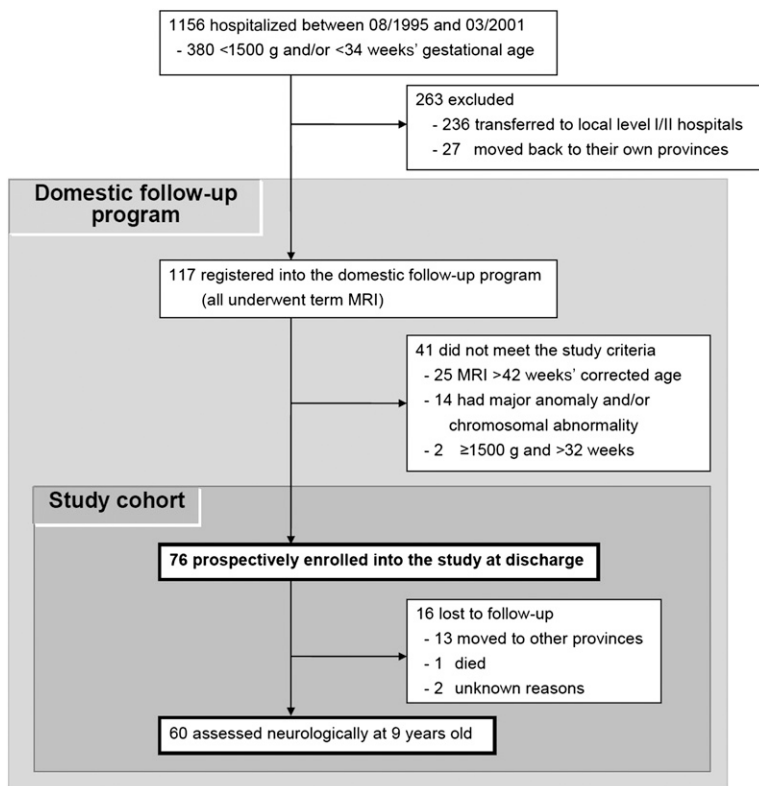 1156 hospitalized between 08/1995 and 03/2001
- 380 <1500 g and/or <34 weeks' gestational age
263 excluded
- 236 transferred to local level I/II hospitals
- 27 moved back to their own provinces
Domestic follow-up
program
117 registered into the domestic follow-up program
(all underwent term MRI)
41 did not meet the study criteria
- 25 MRI >42 weeks' corrected age
- 14 had major anomaly and/or
chromosomal abnormality
- 2 ≥1500 g and >32 weeks
Study cohort
76 prospectively enrolled into the study at discharge
16 lost to follow-up
- 13 moved to other provinces
- 1 died
- 2 unknown reasons
60 assessed neurologically at 9 years old